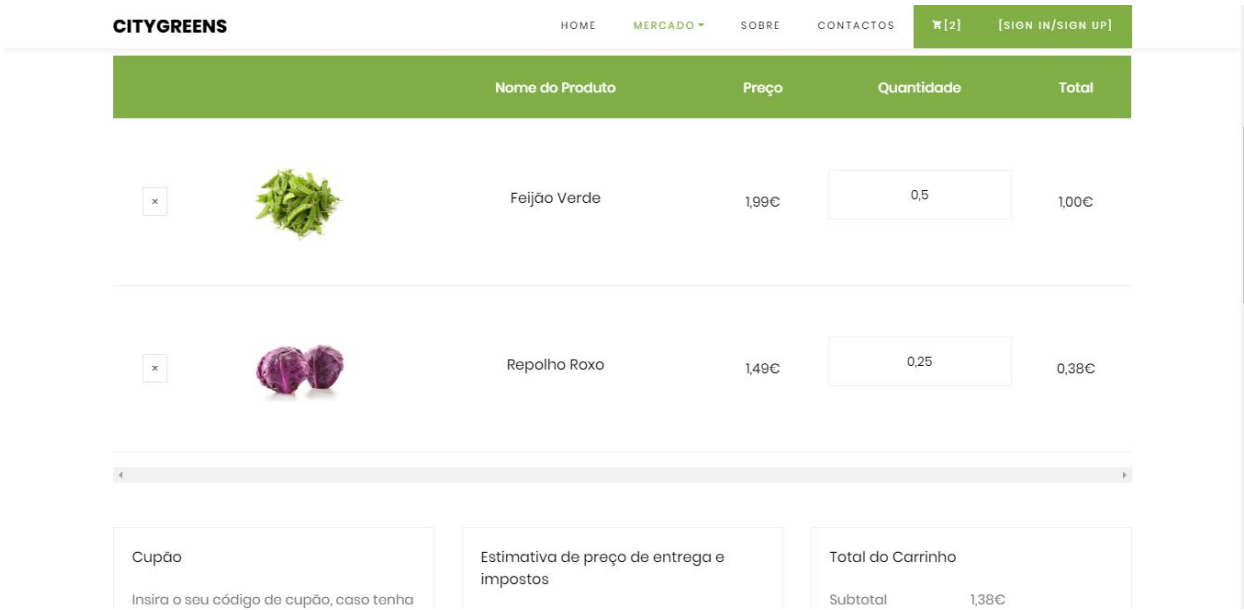 CITYGREENS HOME MERCADO SOBRE CONTACTOS [2] [SIGN IN/SIGN UP]
Nome do Produto Preço Quantidade Total
× Feijão Verde 1,99€ 0,5 1,00€
× Repolho Roxo 1,49€ 0,25 0,38€
Cupão
Insira o seu código de cupão, caso tenha
Estimativa de preço de entrega e
impostos
Total do Carrinho
Subtotal 1,38€